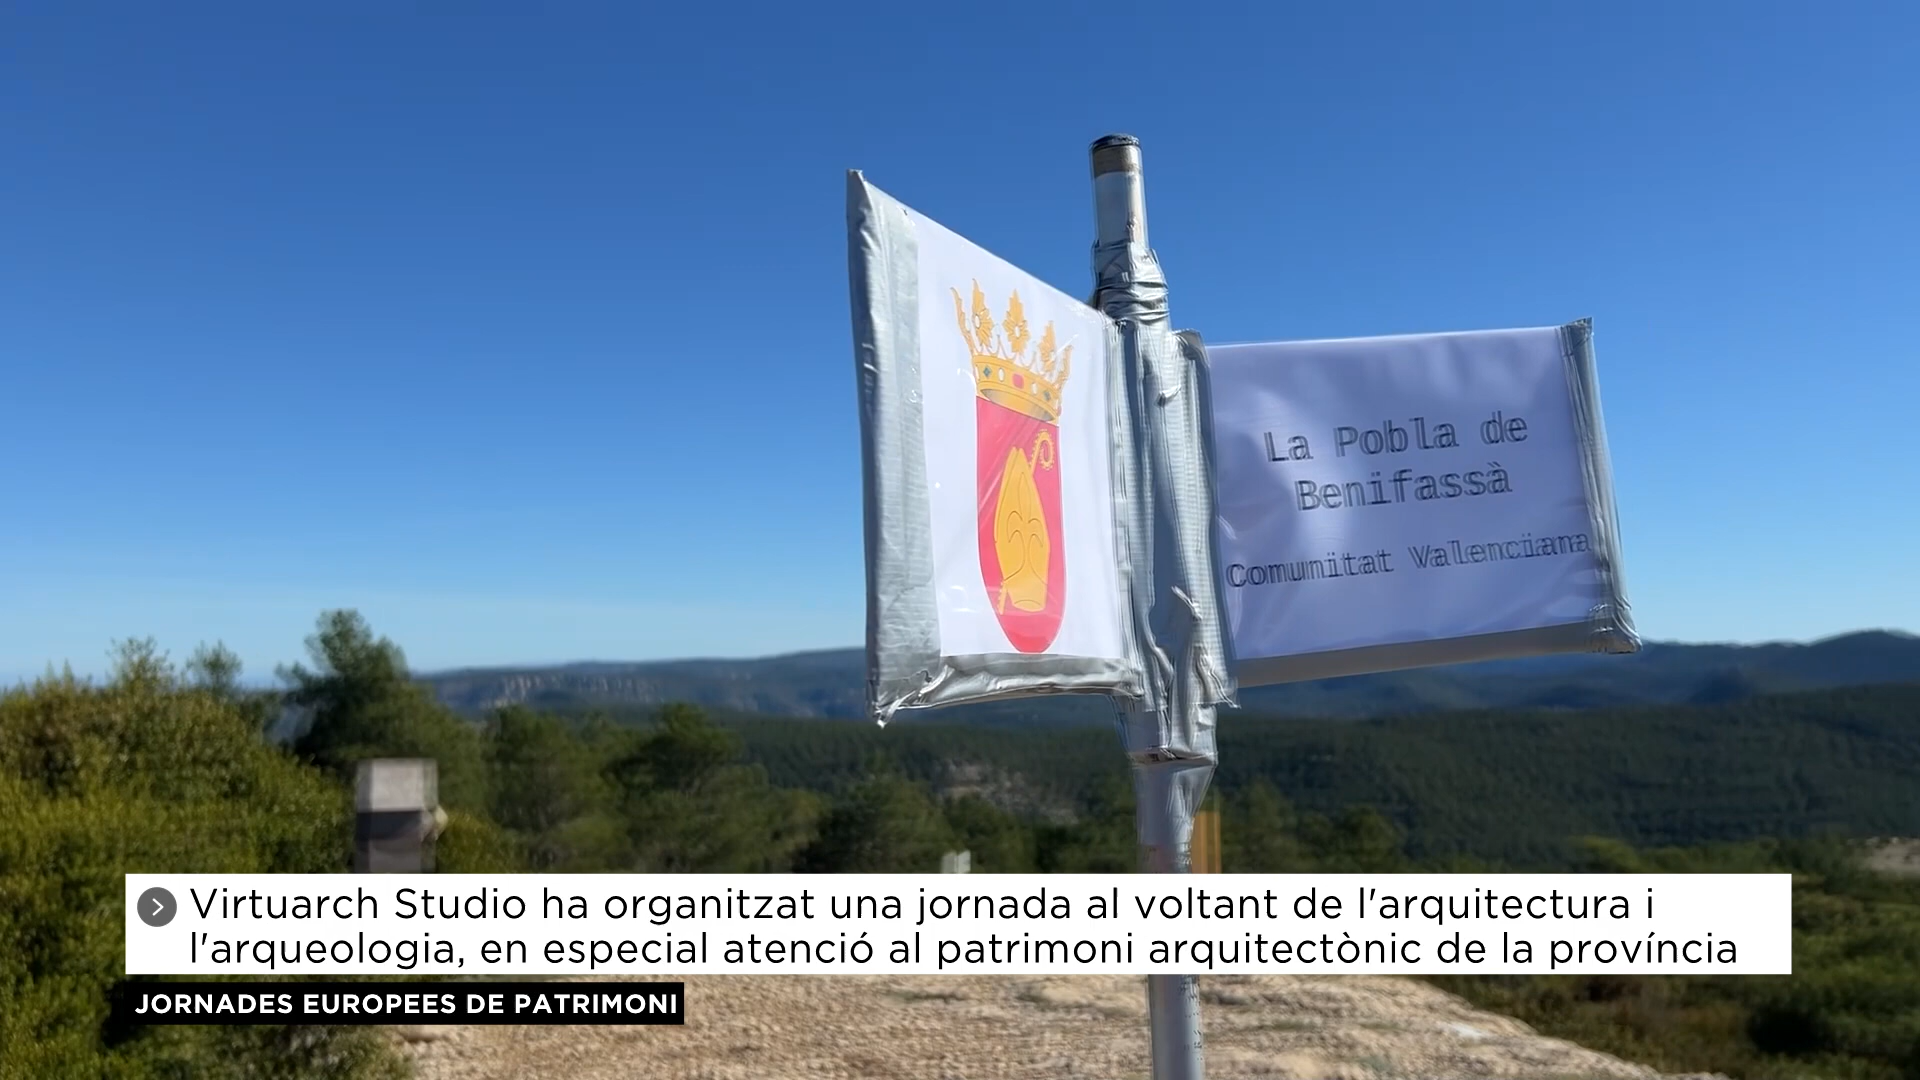 La Pobla de
Benifassà
Comunitat Valenciana
Virtuarch Studio ha organitzat una jornada al voltant de l'arquitectura i
l'arqueologia, en especial atenció al patrimoni arquitectònic de la província
JORNADES EUROPEES DE PATRIMONI